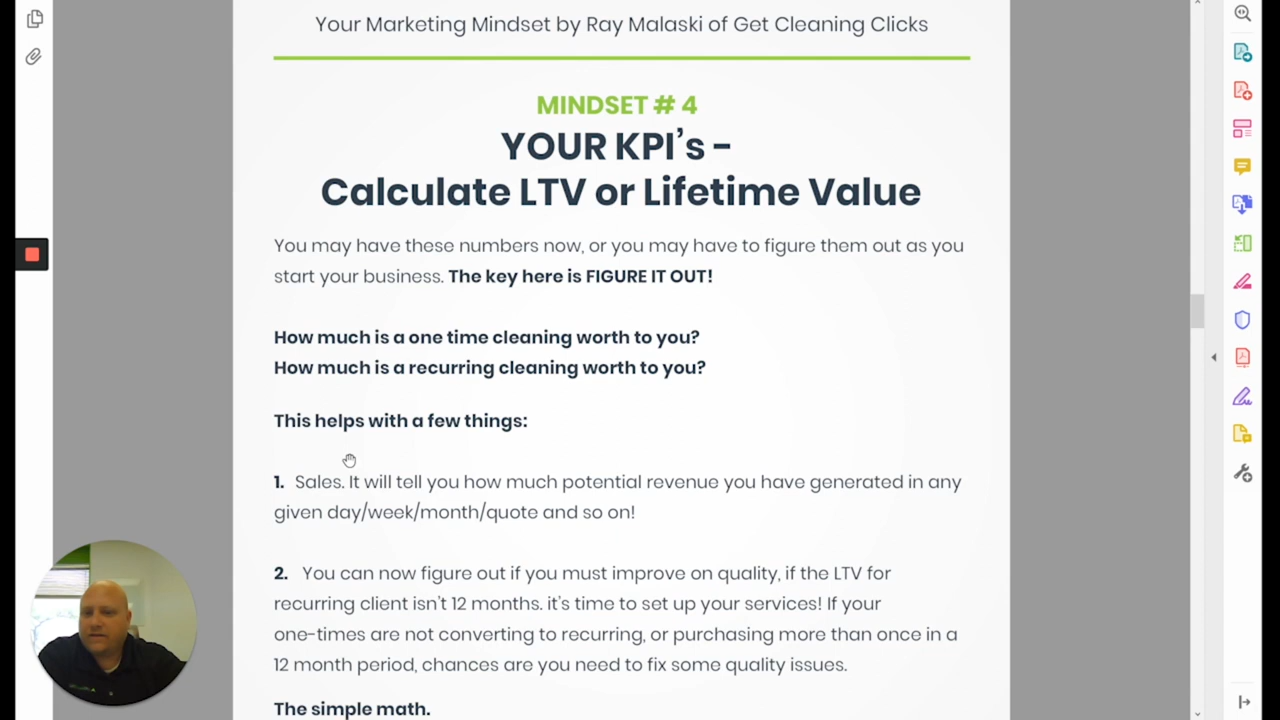 Your Marketing Mindset by Ray Malaski of Get Cleaning Clicks
MINDSET # 4
YOUR KPI's -
Calculate LTV or Lifetime Value
You may have these numbers now, or you may have to figure them out as you
start your business. The key here is FIGURE IT OUT!
How much is a one time cleaning worth to you?
How much is a recurring cleaning worth to you?
This helps with a few things:
1. Sales. It will tell you how much potential revenue you have generated in any
given day/week/month/quote and so on!
2. You can now figure out if you must improve on quality, if the LTV for
recurring client isn't 12 months. it's time to set up your services! If your
one-times are not converting to recurring, or purchasing more than once in a
12 month period, chances are you need to fix some quality issues.
The simple math.